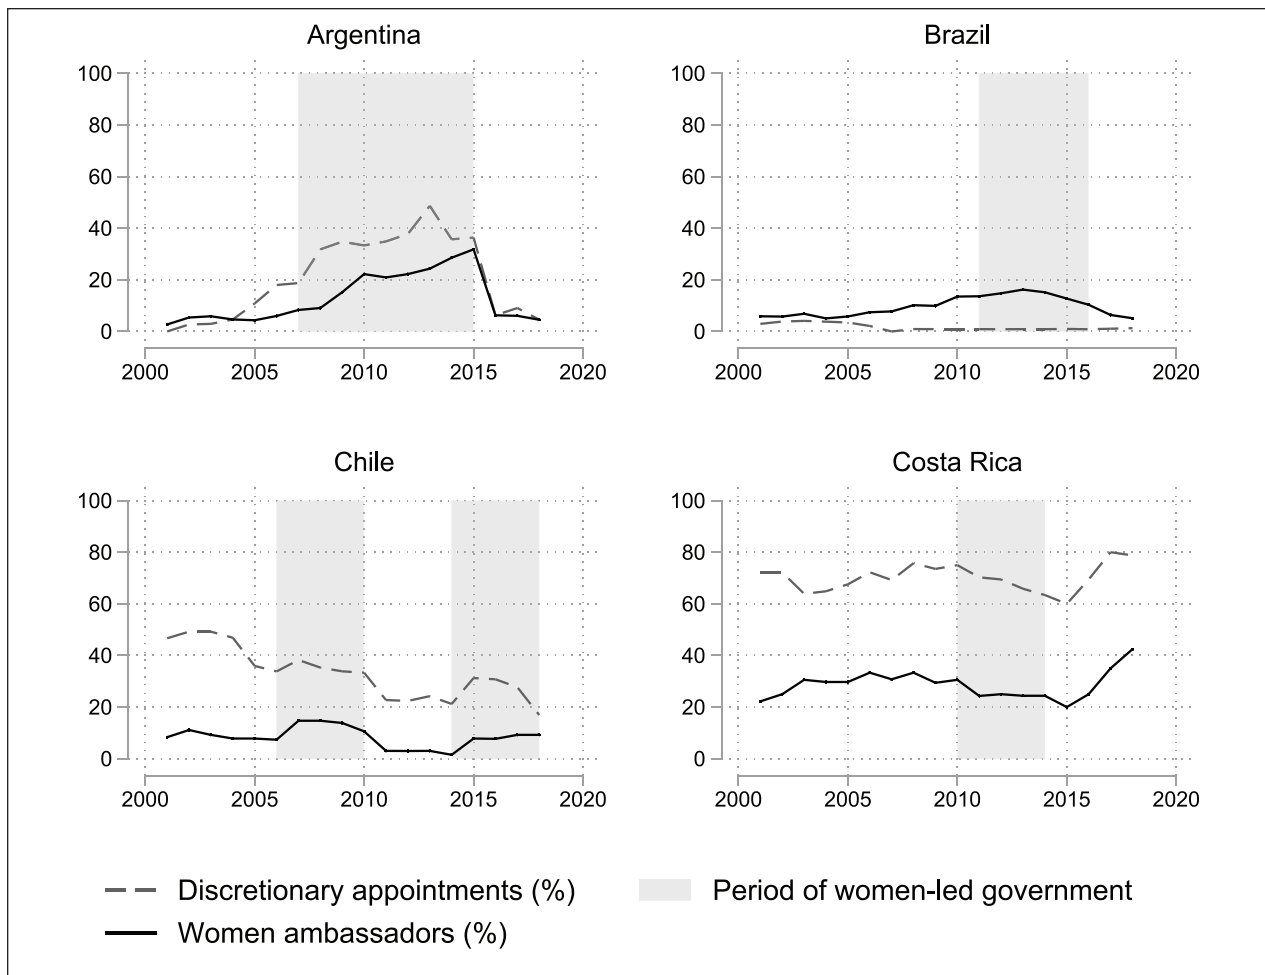 Argentina
100
80
60
40
20
0
2000 2005 2010 2015 2020
Brazil
100
80
60
40
20
0
2000 2005 2010 2015 2020
Chile
100
80
60
40
20
0
2000 2005 2010 2015 2020
Costa Rica
100
80
60
40
20
0
2000 2005 2010 2015 2020
Discretionary appointments (%)
Period of women-led government
Women ambassadors (%)